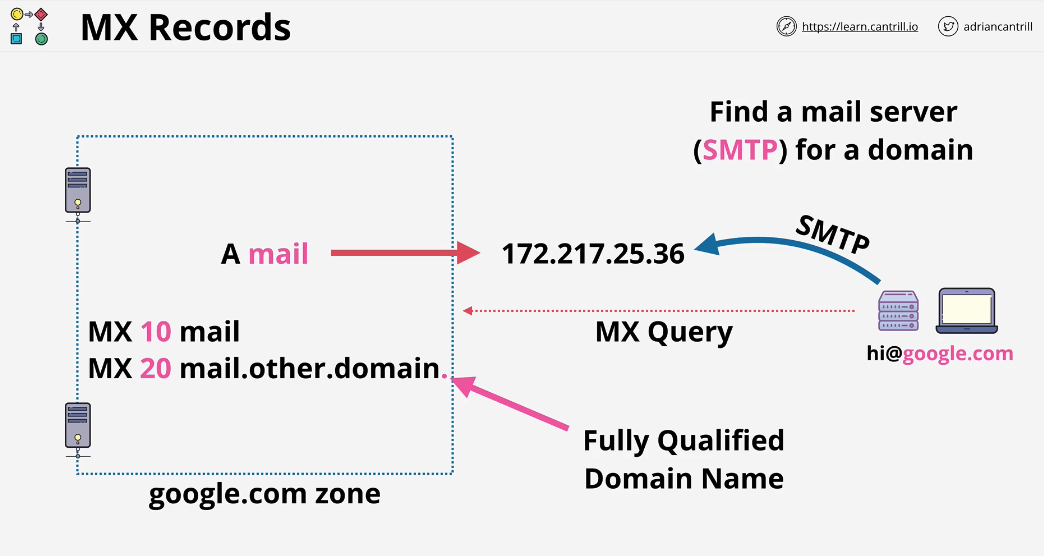 MX Records
https://learn.cantrill.io
adriancantrill
Find a mail server
(SMTP) for a domain
A mail
172.217.25.36
SMTP
MX 10 mail
MX 20 mail.other.domain.
MX Query
hi@google.com
Fully Qualified
Domain Name
google.com zone